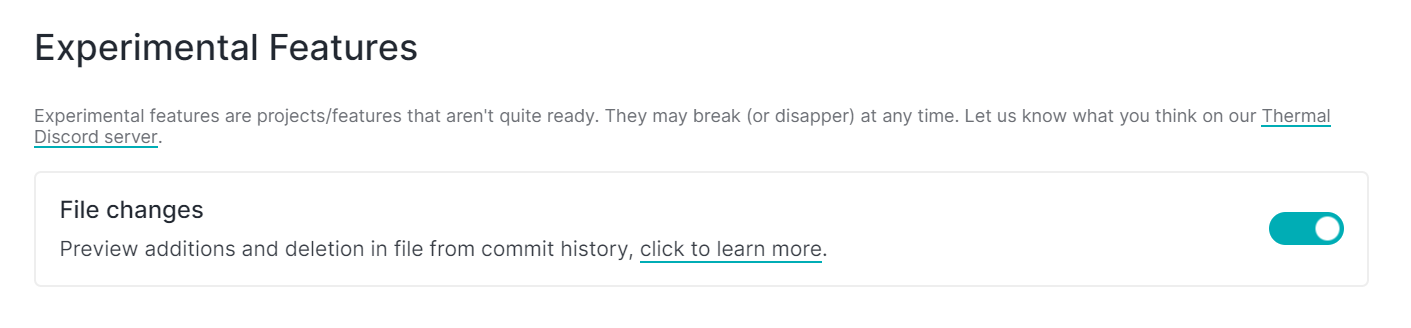 Experimental Features
Experimental features are projects/features that aren't quite ready. They may break (or disapper) at any time. Let us know what you think on our Thermal
Discord server.
File changes
Preview additions and deletion in file from commit history, click to learn more.